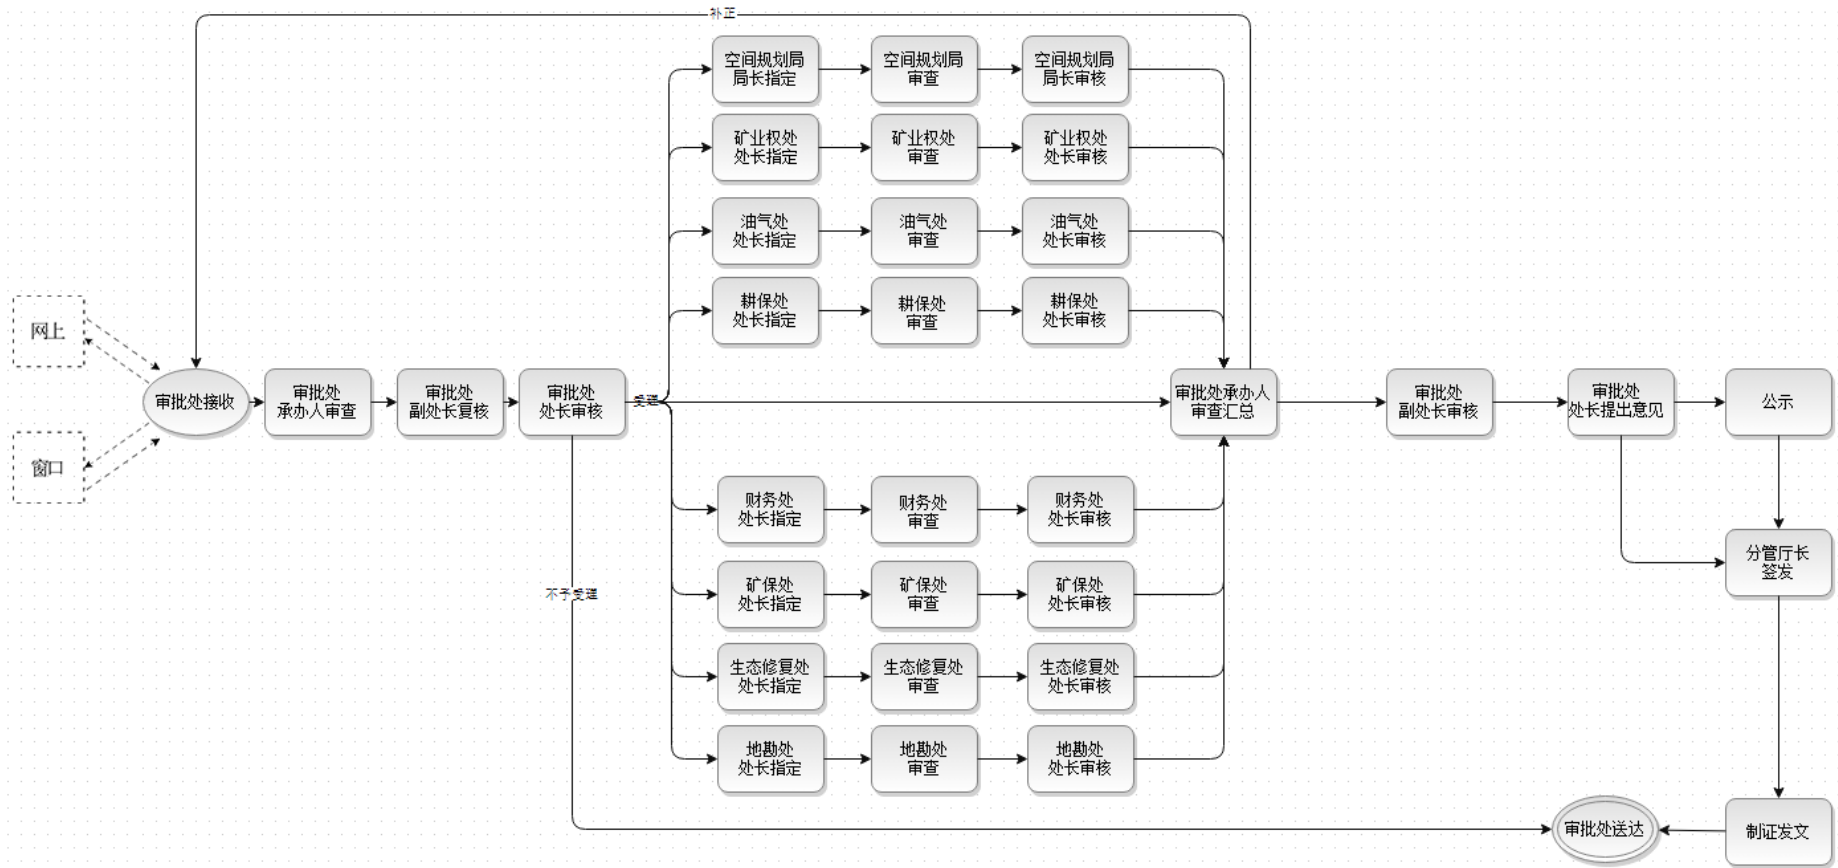 补正
空间规划局
局长指定
空间规划局
审查
空间规划局
局长审核
矿业权处
处长指定
矿业权处
审查
矿业权处
处长审核
油气处
处长指定
油气处
审查
油气处
处长审核
耕保处
处长指定
耕保处
审查
耕保处
处长审核
网上
窗口
审批处接收
审批处
承办人审查
审批处
副处长复核
审批处
处长审核
受理
审批处承办人
审查汇总
审批处
副处长审核
审批处
处长提出意见
公示
财务处
处长指定
财务处
审查
财务处
处长审核
分管厅长
签发
不予受理
矿保处
处长指定
矿保处
审查
矿保处
处长审核
生态修复处
处长指定
生态修复处
审查
生态修复处
处长审核
地勘处
处长指定
地勘处
审查
地勘处
处长审核
审批处送达
制证发文